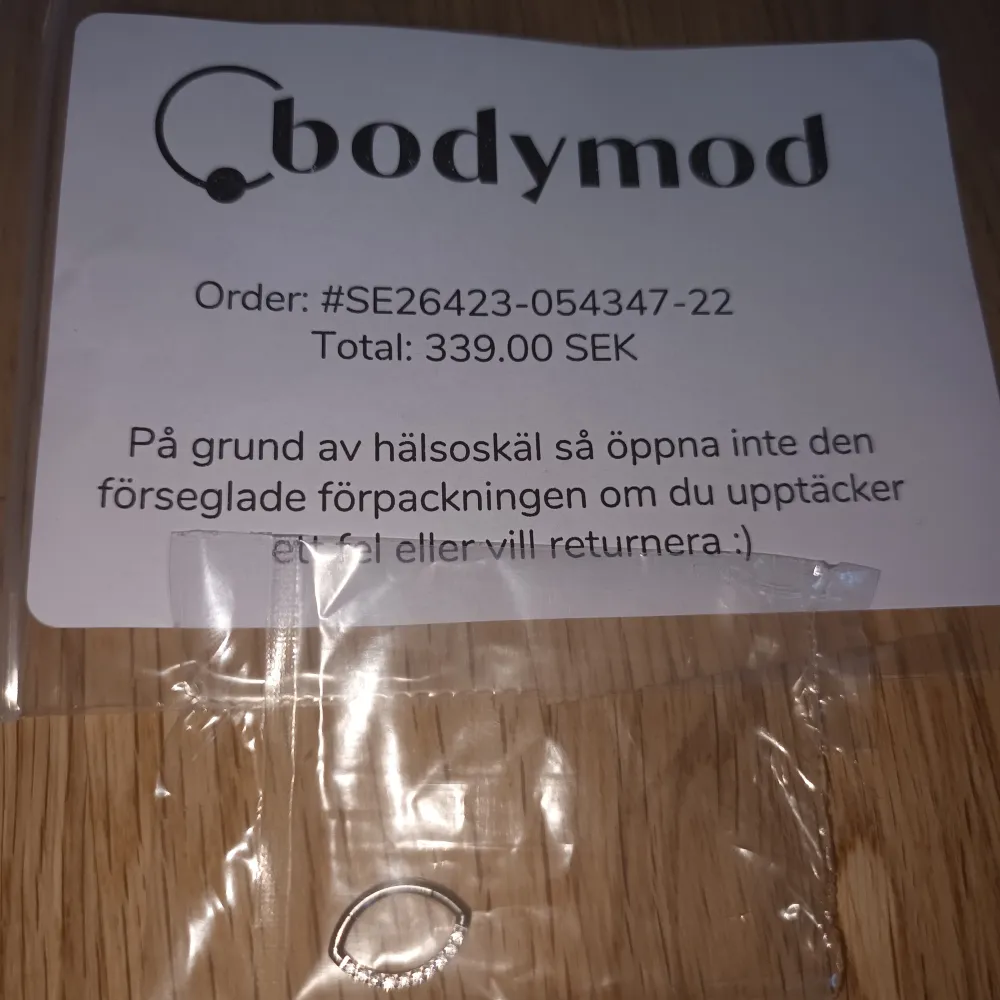 bodymod
Order: #SE26423-054347-22
Total: 339.00 SEK
På grund av hälsoskäl så öppna inte den
förseglade förpackningen om du upptäcker
ett fel eller vill returnera :)